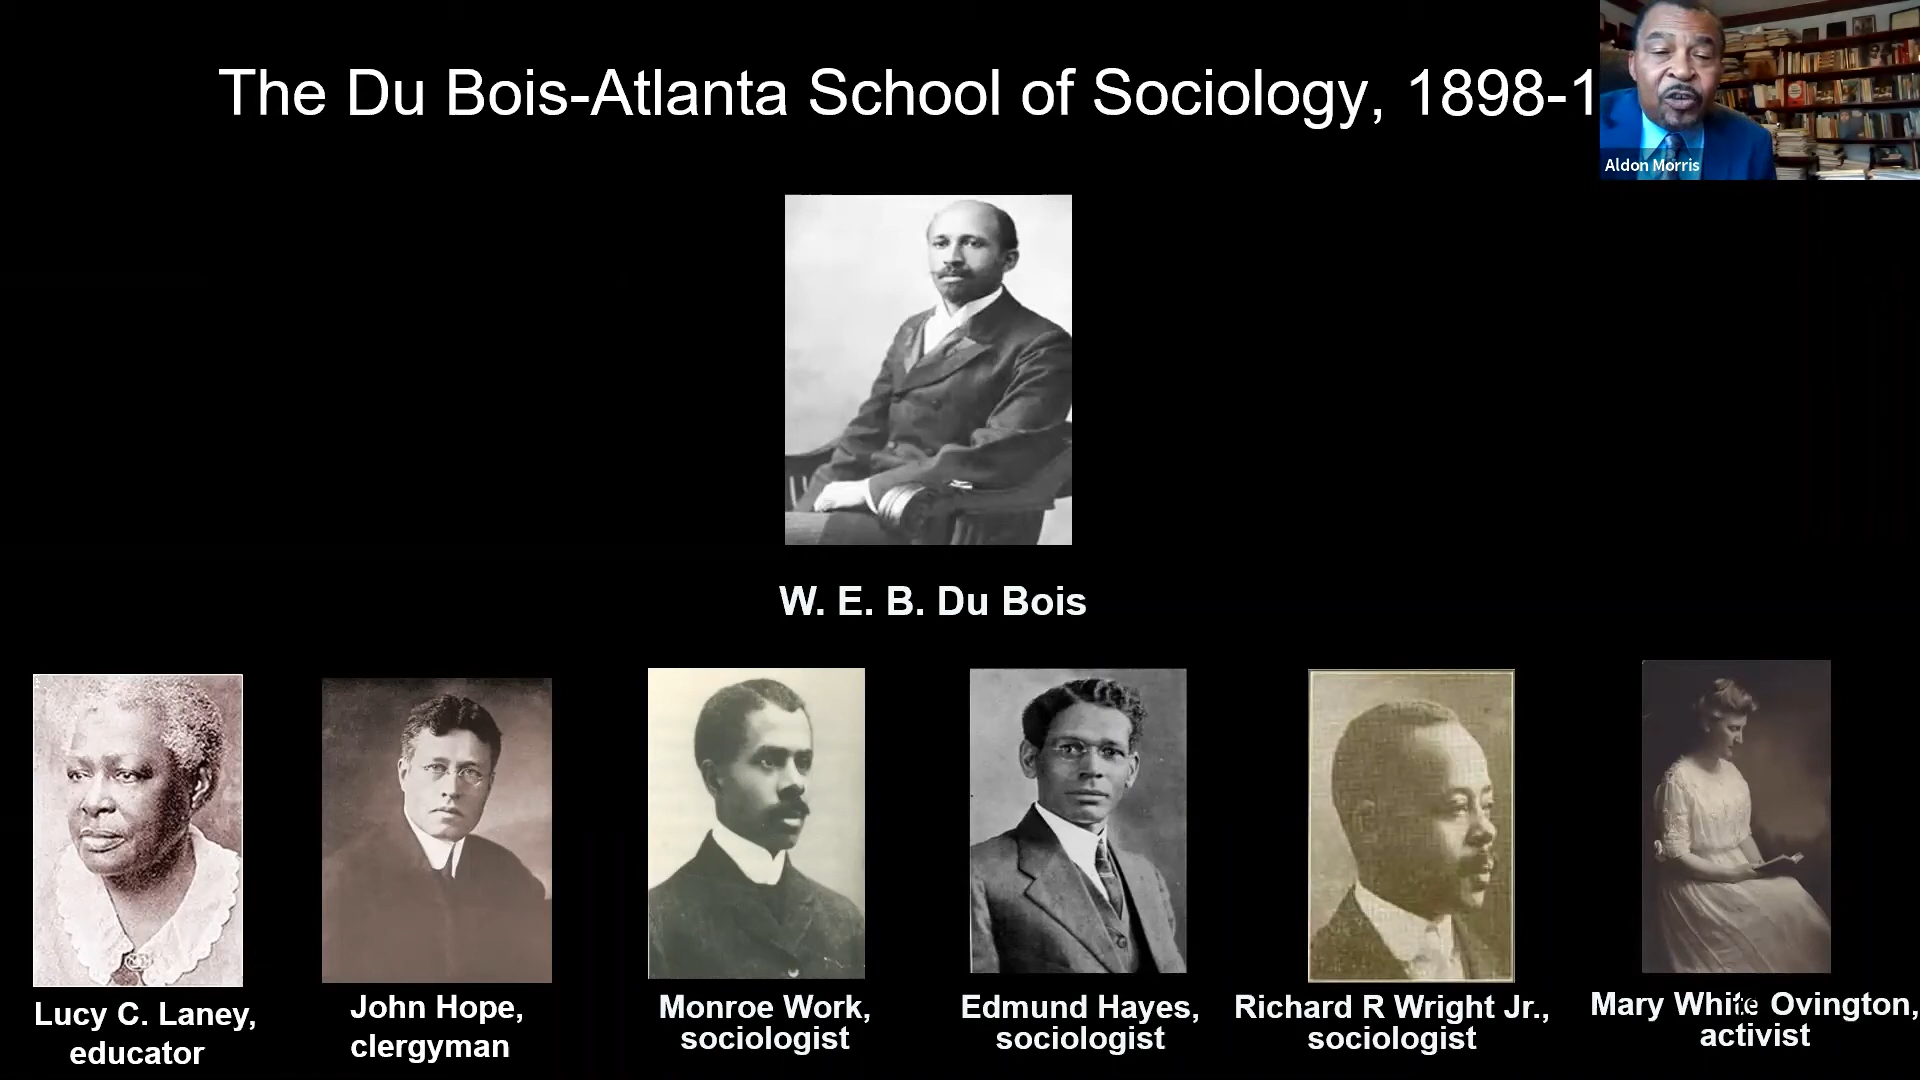 The Du Bois-Atlanta School of Sociology, 1898-1
Aldon Morris
W. E. B. Du Bois
Lucy C. Laney,
educator
John Hope,
clergyman
Monroe Work,
sociologist
Edmund Hayes,
sociologist
Richard R Wright Jr.,
sociologist
Mary White Ovington,
activist